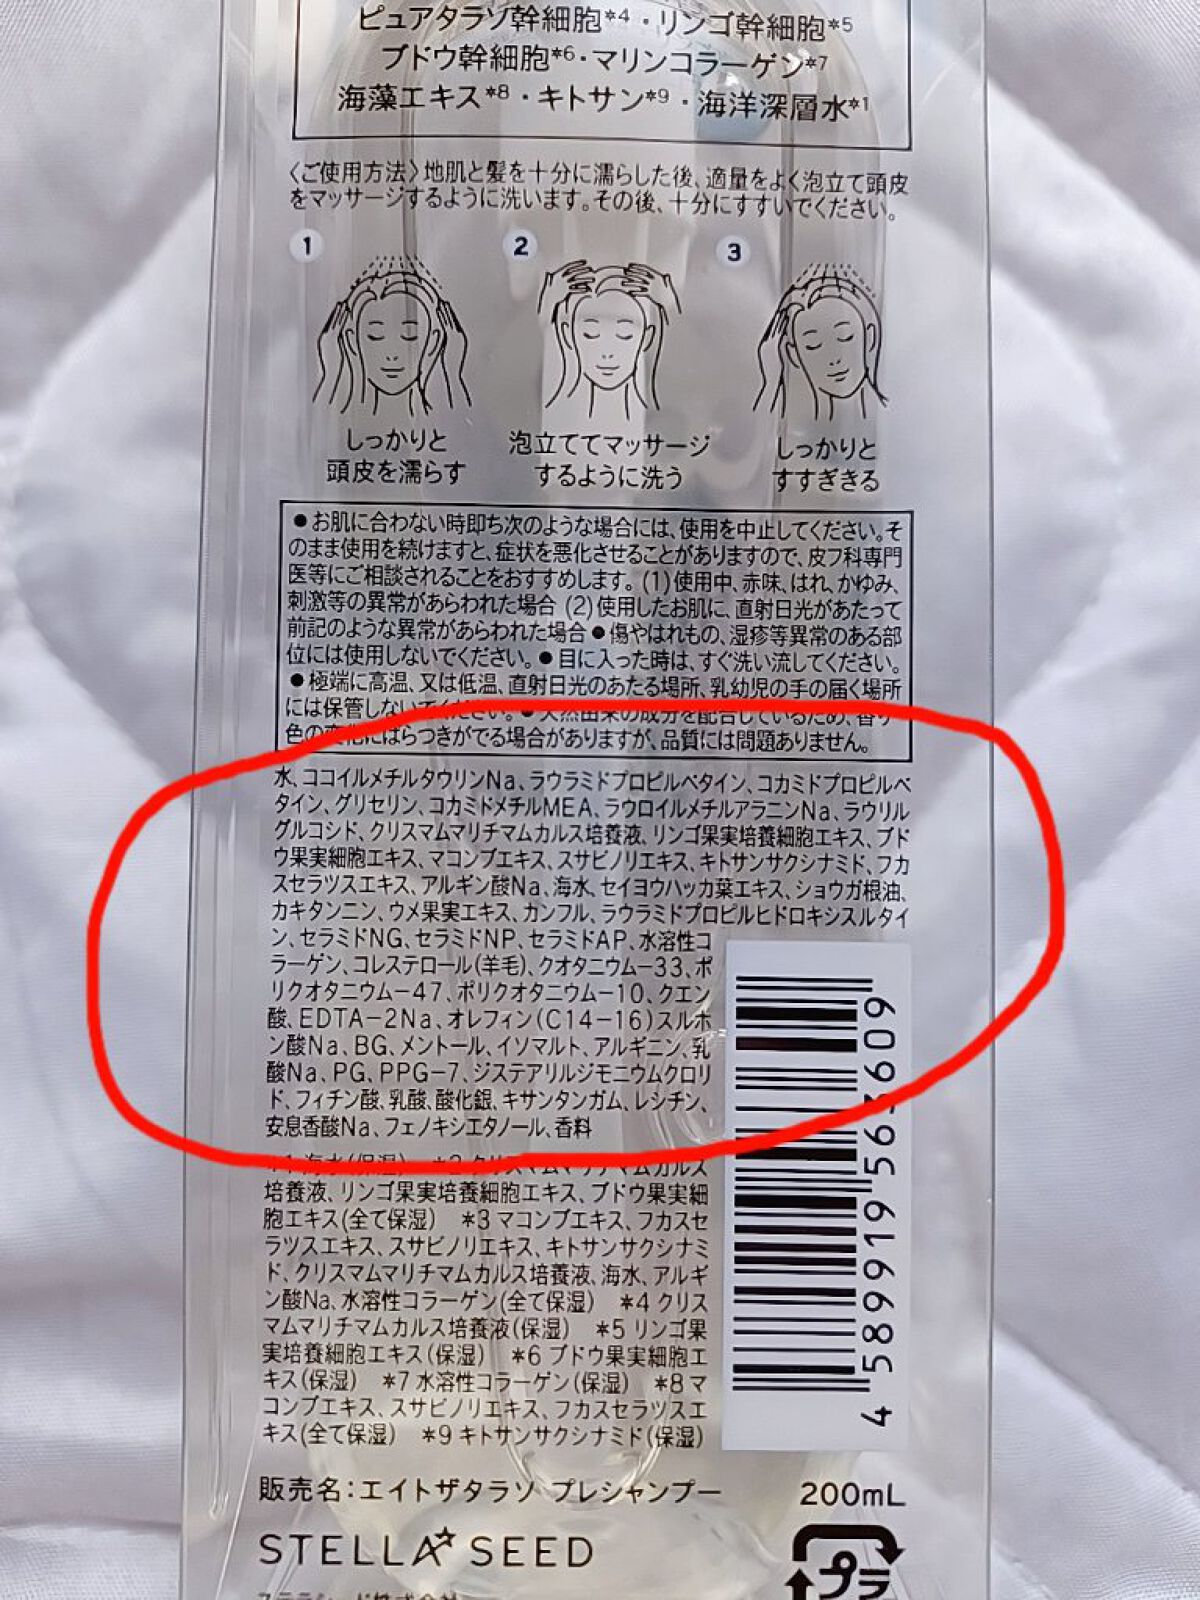 ピュアタラソ幹細胞*4・リンゴ幹細胞*5
ブドウ幹細胞*6・マリンコラーゲン*7
海藻エキス*8・キトサン*9・海洋深層水*1
〈ご使用方法〉地肌と髪を十分に濡らした後、適量をよく泡立て頭皮
をマッサージするように洗います。その後、十分にすすいでください。
1 2 3
しっかりと
頭皮を濡らす
泡立ててマッサージ
するように洗う
しっかりと
すすぎきる
●お肌に合わない時即ち次のような場合には、使用を中止してください。そ
のまま使用を続けますと、症状を悪化させることがありますので、皮フ科専門
医等にご相談されることをおすすめします。(1)使用中、赤味、はれ、かゆみ、
刺激等の異常があらわれた場合 (2)使用したお肌に、直射日光があたって
前記のような異常があらわれた場合●傷やはれもの、湿疹等異常のある部
位には使用しないでください。●目に入った時は、すぐ洗い流してください。
●極端に高温、又は低温、直射日光のあたる場所、乳幼児の手の届く場所
には保管しないでください。●天然由来の成分を配合しているため、香り
色の変化にばらつきがでる場合がありますが、品質には問題ありません。
水、ココイルメチルタウリンNa、ラウラミドプロピルベタイン、コカミドプロピルベ
タイン、グリセリン、コカミドメチルMEA、ラウロイルメチルアラニンNa、ラウリル
グルコシド、クリスマムマリチマムカルス培養液、リンゴ果実培養細胞エキス、ブド
ウ果実細胞エキス、マコンブエキス、スサビノリエキス、キトサンサクシナミド、フカ
スセラツスエキス、アルギン酸Na、海水、セイヨウハッカ葉エキス、ショウガ根油、
カキタンニン、ウメ果実エキス、カンフル、ラウラミドプロピルヒドロキシスルタイ
ン、セラミドNG、セラミドNP、セラミドAP、水溶性コ
ラーゲン、コレステロール(羊毛)、クオタニウム-33、ポ
リクオタニウム-47、ポリクオタニウム-10、クエン
酸、EDTA-2Na、オレフィン(C14-16)スルホ
ン酸Na、BG、メントール、イソマルト、アルギニン、乳
酸Na、PG、PPG-7、ジステアリルジモニウムクロリ
ド、フィチン酸、乳酸、酸化銀、キサンタンガム、レシチン、
安息香酸Na、フェノキシエタノール、香料
*1 海水(保湿) *2 クリスマムマリチマムカルス
培養液、リンゴ果実培養細胞エキス、ブドウ果実細
胞エキス(全て保湿) *3 マコンブエキス、フカスセ
ラツスエキス、スサビノリエキス、キトサンサクシナミ
ド、クリスマムマリチマムカルス培養液、海水、アルギ
ン酸Na、水溶性コラーゲン(全て保湿) *4 クリス
マムマリチマムカルス培養液(保湿) *5 リンゴ果
実培養細胞エキス(保湿) *6 ブドウ果実細胞エ
キス(保湿) *7 水溶性コラーゲン(保湿) *8 マ
コンブエキス、スサビノリエキス、フカスセラツスエ
キス(全て保湿) *9 キトサンサクシナミド(保湿)
4 589919 563609
販売名：エイトザタラソ プレシャンプー 200mL
STELLA SEED
プラ